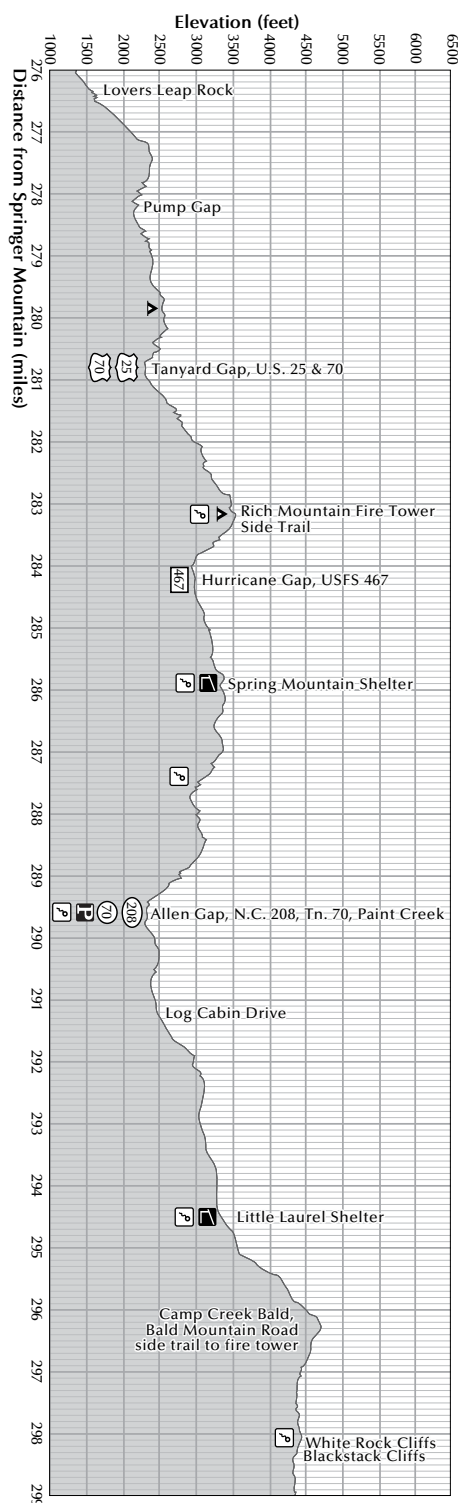 Elevation (feet)
1000
1500
2000
2500
3000
3500
4000
4500
5000
5500
6000
6500
Distance from Springer Mountain (miles)
276
277
278
279
280
281
282
283
284
285
286
287
288
289
290
291
292
293
294
295
296
297
298
Lovers Leap Rock
Pump Gap
70
25
Tanyard Gap, U.S. 25 & 70
Rich Mountain Fire Tower
Side Trail
467
Hurricane Gap, USFS 467
Spring Mountain Shelter
P
70
208
Allen Gap, N.C. 208, Tn. 70, Paint Creek
Log Cabin Drive
Little Laurel Shelter
Camp Creek Bald,
Bald Mountain Road
side trail to fire tower
White Rock Cliffs
Blackstack Cliffs